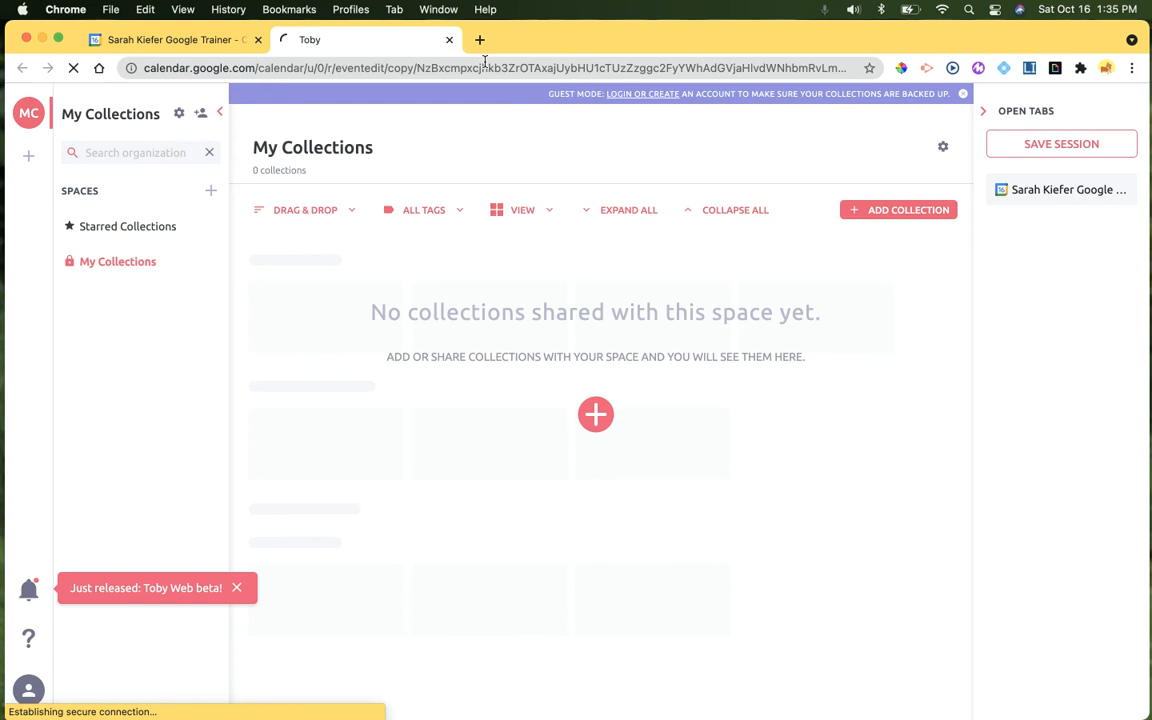 Chrome File Edit View History Bookmarks Profiles Tab Window Help Sat Oct 16 1:35 PM
Sarah Kiefer Google Trainer - C Toby
calendar.google.com/calendar/u/0/r/eventedit/copy/
MC My Collections
GUEST MODE: LOGIN OR CREATE AN ACCOUNT TO MAKE SURE YOUR COLLECTIONS ARE BACKED UP.
OPEN TABS
SAVE SESSION
Sarah Kiefer Google ...
Search organization
SPACES
Starred Collections
My Collections
My Collections
0 collections
DRAG & DROP ALL TAGS VIEW EXPAND ALL COLLAPSE ALL ADD COLLECTION
No collections shared with this space yet.
ADD OR SHARE COLLECTIONS WITH YOUR SPACE AND YOU WILL SEE THEM HERE.
Just released: Toby Web beta!
?
Establishing secure connection...